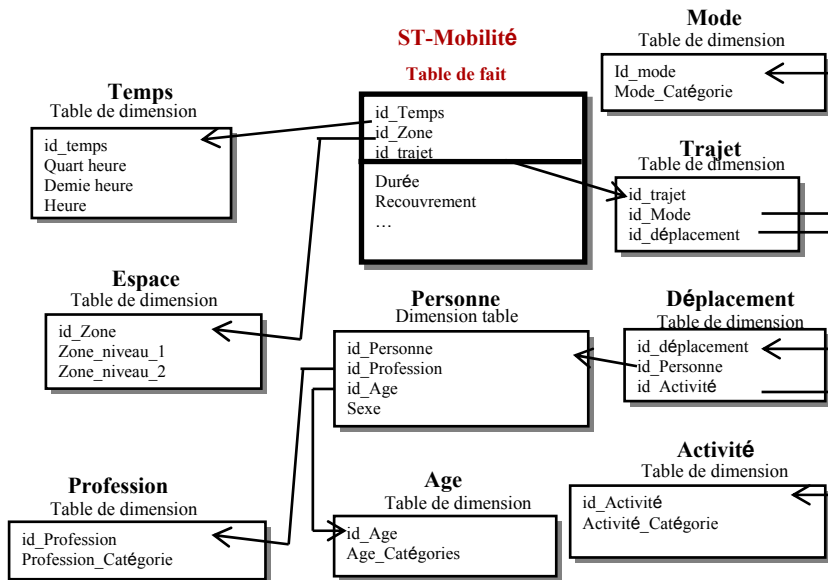 ST-Mobilité
Table de fait
id_Temps
id_Zone
id_trajet
Durée
Recouvrement
…
Mode
Table de dimension
Id_mode
Mode_Catégorie
Temps
Table de dimension
id_temps
Quart heure
Demie heure
Heure
Trajet
Table de dimension
id_trajet
id_Mode
id_déplacement
Espace
Table de dimension
id_Zone
Zone_niveau_1
Zone_niveau_2
Personne
Dimension table
id_Personne
id_Profession
id_Age
Sexe
Déplacement
Table de dimension
id_déplacement
id_Personne
id_Activité
Profession
Table de dimension
id_Profession
Profession_Catégorie
Age
Table de dimension
id_Age
Age_Catégories
Activité
Table de dimension
id_Activité
Activité_Catégorie